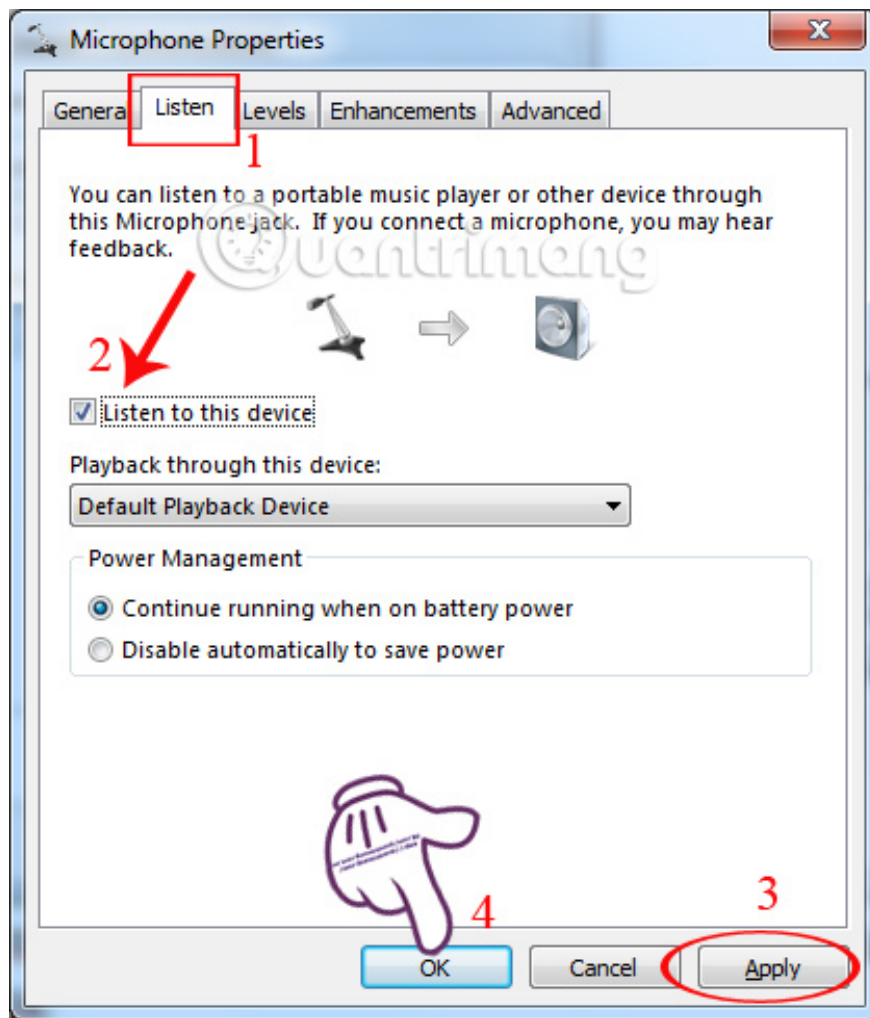 Microphone Properties
General Listen Levels Enhancements Advanced
1
You can listen to a portable music player or other device through
this Microphone jack. If you connect a microphone, you may hear
feedback.
Quantrimang
2
Listen to this device
Playback through this device:
Default Playback Device
Power Management
Continue running when on battery power
Disable automatically to save power
3
4
OK Cancel Apply